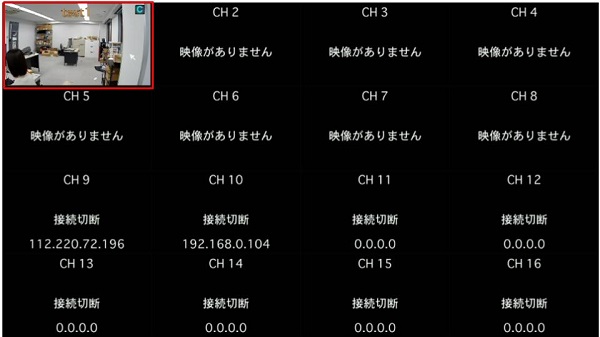 C
CH 2
CH 3
CH 4
映像がありません
映像がありません
映像がありません
CH 5
CH 6
CH 7
CH 8
映像がありません
映像がありません
映像がありません
映像がありません
CH 9
CH 10
CH 11
CH 12
接続切断
接続切断
接続切断
接続切断
112.220.72.196
192.168.0.104
0.0.0.0
0.0.0.0
CH 13
CH 14
CH 15
CH 16
接続切断
接続切断
接続切断
接続切断
0.0.0.0
0.0.0.0
0.0.0.0
0.0.0.0